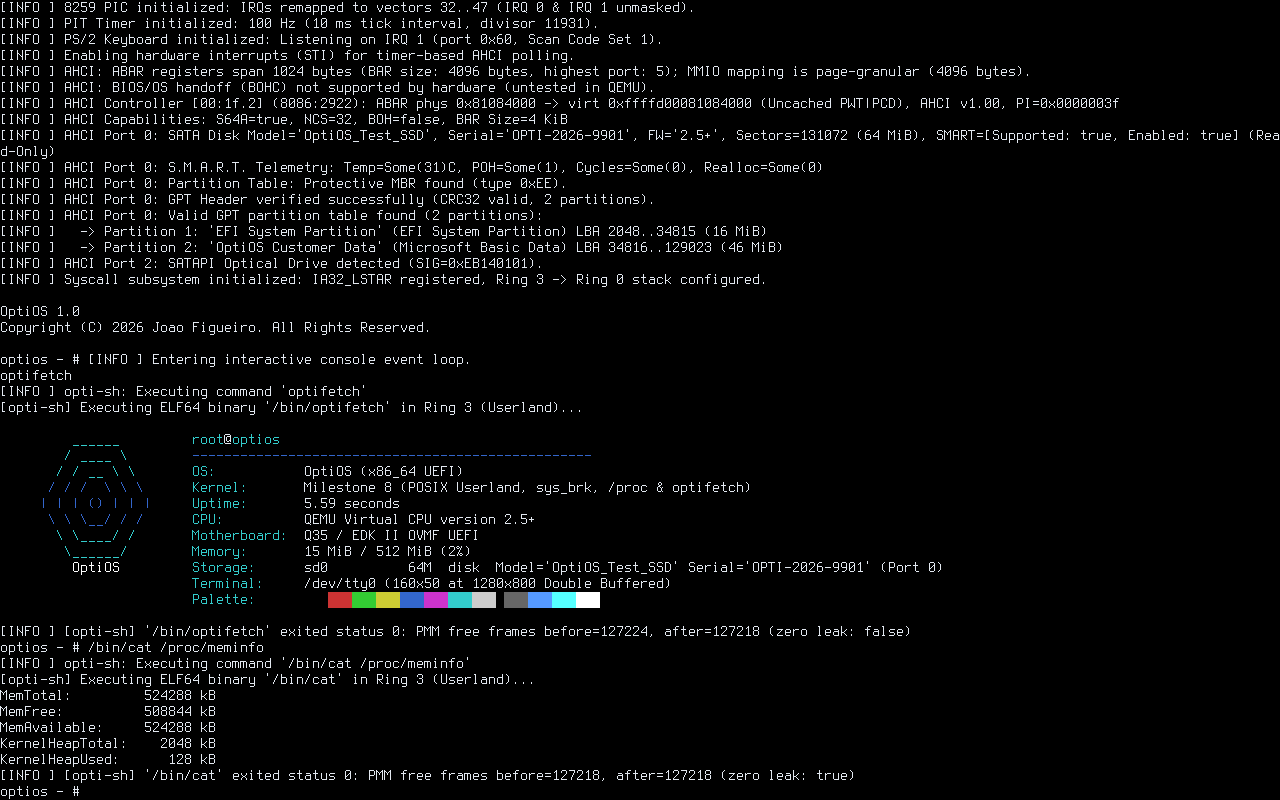 [INFO ] 8259 PIC initialized: IRQs remapped to vectors 32..47 (IRQ 0 & IRQ 1 unmasked).
[INFO ] PIT Timer initialized: 100 Hz (10 ms tick interval, divisor 11931).
[INFO ] PS/2 Keyboard initialized: Listening on IRQ 1 (port 0x60, Scan Code Set 1).
[INFO ] Enabling hardware interrupts (STI) for timer-based AHCI polling.
[INFO ] AHCI: ABAR registers span 1024 bytes (BAR size: 4096 bytes, highest port: 5); MMIO mapping is page-granular (4096 bytes).
[INFO ] AHCI: BIOS/OS handoff (BOHC) not supported by hardware (untested in QEMU).
[INFO ] AHCI Controller [00:1f.2] (8086:2922): ABAR phys 0x81084000 -> virt 0xffffd00081084000 (Uncached PWT|PCD), AHCI v1.00, PI=0x0000003f
[INFO ] AHCI Capabilities: S64A=true, NCS=32, BOH=false, BAR Size=4 KiB
[INFO ] AHCI Port 0: SATA Disk Model='OptiOS_Test_SSD', Serial='OPTI-2026-9901', FW='2.5+', Sectors=131072 (64 MiB), SMART=[Supported: true, Enabled: true] (Rea
d-Only)
[INFO ] AHCI Port 0: S.M.A.R.T. Telemetry: Temp=Some(31)C, POH=Some(1), Cycles=Some(0), Realloc=Some(0)
[INFO ] AHCI Port 0: Partition Table: Protective MBR found (type 0xEE).
[INFO ] AHCI Port 0: GPT Header verified successfully (CRC32 valid, 2 partitions).
[INFO ] AHCI Port 0: Valid GPT partition table found (2 partitions):
[INFO ]   -> Partition 1: 'EFI System Partition' (EFI System Partition) LBA 2048..34815 (16 MiB)
[INFO ]   -> Partition 2: 'OptiOS Customer Data' (Microsoft Basic Data) LBA 34816..129023 (46 MiB)
[INFO ] AHCI Port 2: SATAPI Optical Drive detected (SIG=0xEB140101).
[INFO ] Syscall subsystem initialized: IA32_LSTAR registered, Ring 3 -> Ring 0 stack configured.
OptiOS 1.0
Copyright (C) 2026 Joao Figueiro. All Rights Reserved.
optios - # [INFO ] Entering interactive console event loop.
optifetch
[INFO ] opti-sh: Executing command 'optifetch'
[opti-sh] Executing ELF64 binary '/bin/optifetch' in Ring 3 (Userland)...
root@optios
--------------------------------------------------
OS:           OptiOS (x86_64 UEFI)
Kernel:       Milestone 8 (POSIX Userland, sys_brk, /proc & optifetch)
Uptime:       5.59 seconds
CPU:          QEMU Virtual CPU version 2.5+
Motherboard:  Q35 / EDK II OVMF UEFI
Memory:       15 MiB / 512 MiB (2%)
OptiOS        Storage:      sd0          64M  disk  Model='OptiOS_Test_SSD' Serial='OPTI-2026-9901' (Port 0)
Terminal:     /dev/tty0 (160x50 at 1280x800 Double Buffered)
Palette:
[INFO ] [opti-sh] '/bin/optifetch' exited status 0: PMM free frames before=127224, after=127218 (zero leak: false)
optios - # /bin/cat /proc/meminfo
[INFO ] opti-sh: Executing command '/bin/cat /proc/meminfo'
[opti-sh] Executing ELF64 binary '/bin/cat' in Ring 3 (Userland)...
MemTotal:         524288 kB
MemFree:          508844 kB
MemAvailable:     524288 kB
KernelHeapTotal:    2048 kB
KernelHeapUsed:      128 kB
[INFO ] [opti-sh] '/bin/cat' exited status 0: PMM free frames before=127218, after=127218 (zero leak: true)
optios - #